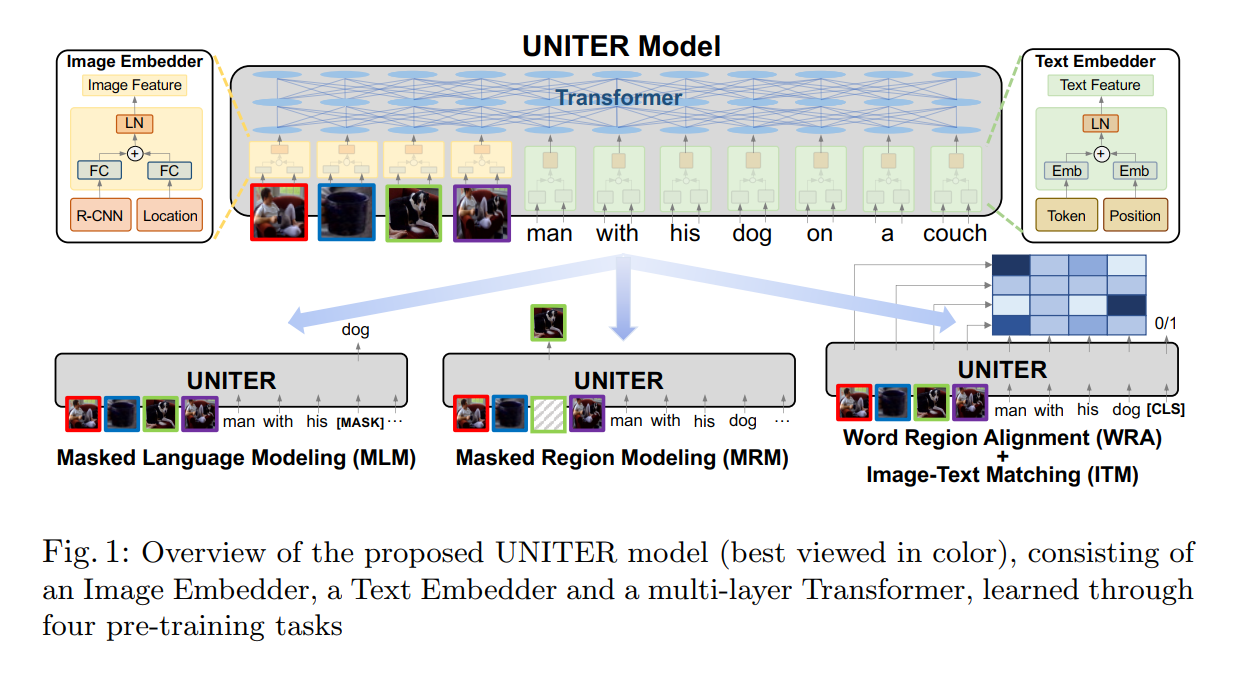 UNITER Model
Image Embedder
Image Feature
LN
+
FC
FC
R-CNN
Location
Transformer
Text Embedder
Text Feature
LN
+
Emb
Emb
Token
Position
man with his dog on a couch
dog
UNITER
man with his [MASK] ...
Masked Language Modeling (MLM)
UNITER
man with his dog ...
Masked Region Modeling (MRM)
0/1
UNITER
man with his dog [CLS]
Word Region Alignment (WRA)
+
Image-Text Matching (ITM)
Fig. 1: Overview of the proposed UNITER model (best viewed in color), consisting of
an Image Embedder, a Text Embedder and a multi-layer Transformer, learned through
four pre-training tasks